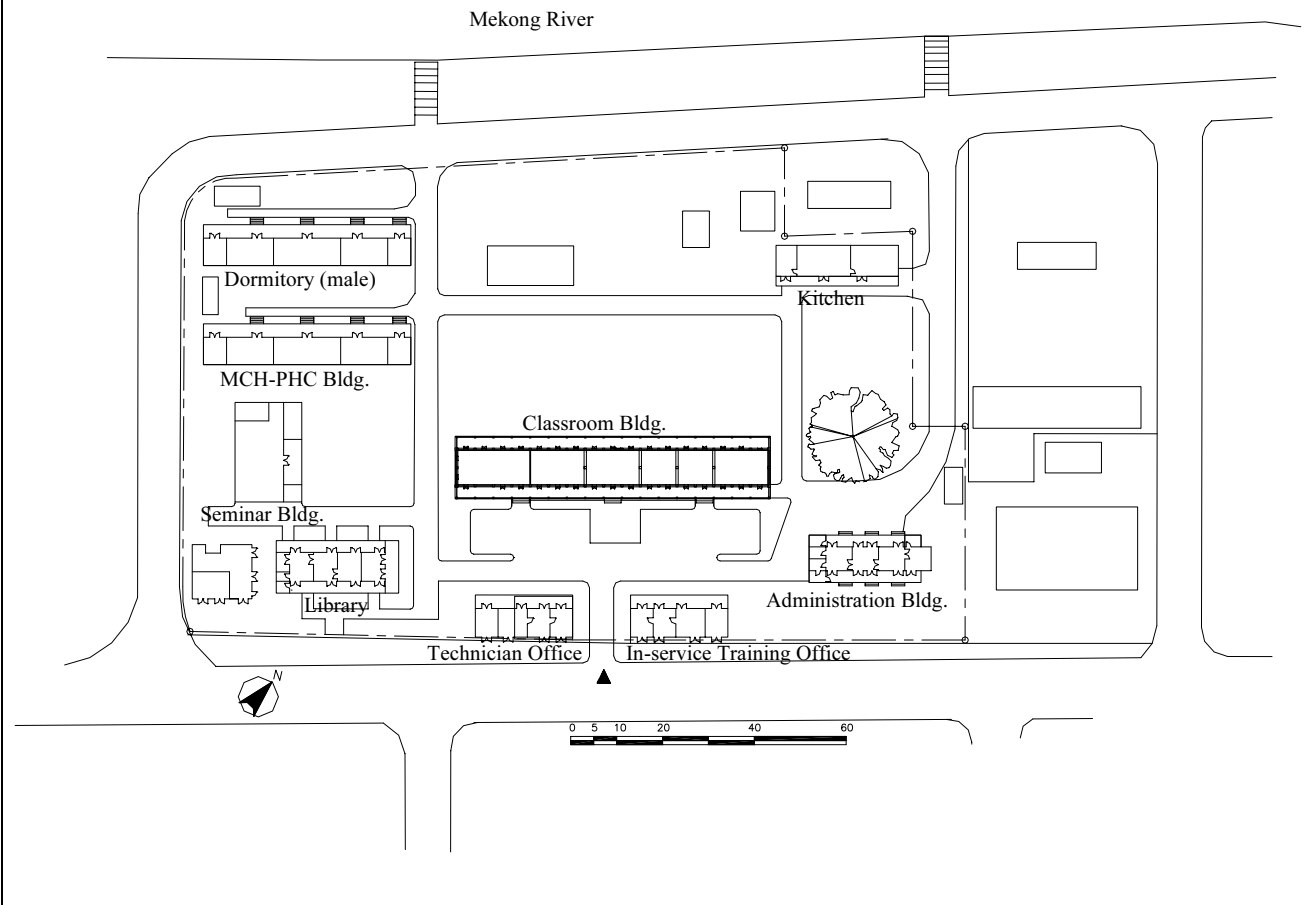 Mekong River
Dormitory (male)
Kitchen
MCH-PHC Bldg.
Classroom Bldg.
Seminar Bldg.
Library
Administration Bldg.
Technician Office
In-service Training Office
N
0 5 10 20 40 60